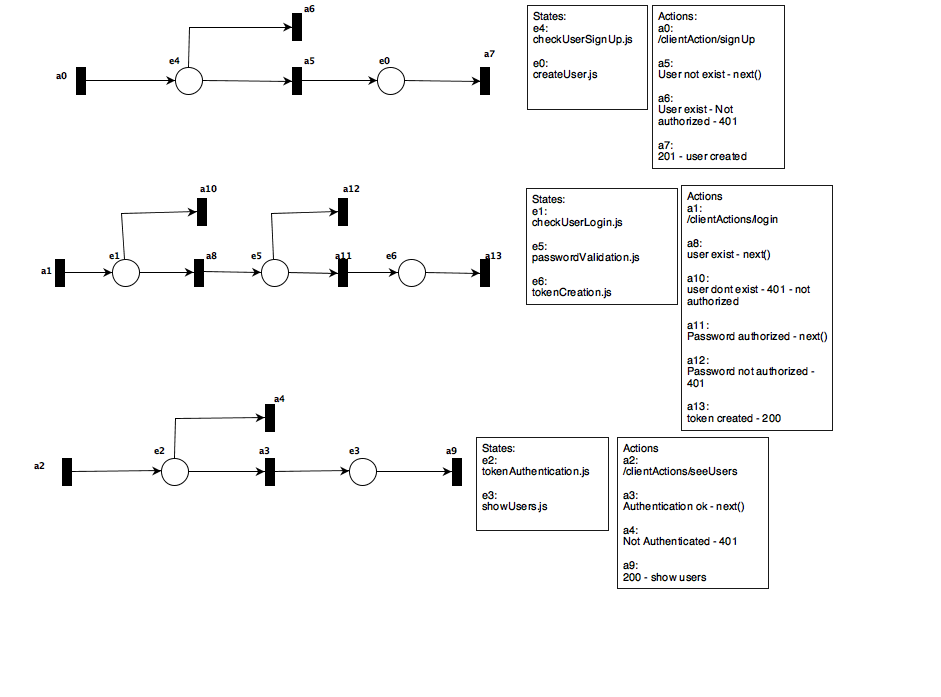 a6
e4
a5
e0
a7
a0
States:
e4:
checkUserSignUp.js
e0:
createUser.js
Actions:
a0:
/clientAction/signUp
a5:
User not exist - next()
a6:
User exist - Not
authorized - 401
a7:
201 - user created
a10
a12
a1
e1
a8
e5
a11
e6
a13
States:
e1:
checkUserLogin.js
e5:
passwordValidation.js
e6:
tokenCreation.js
Actions
a1:
/clientActions/login
a8:
user exist - next()
a10:
user dont exist - 401 - not
authorized
a11:
Password authorized - next()
a12:
Password not authorized -
401
a13:
token created - 200
a4
a2
e2
a3
e3
a9
States:
e2:
tokenAuthentication.js
e3:
showUsers.js
Actions
a2:
/clientActions/seeUsers
a3:
Authentication ok - next()
a4:
Not Authenticated - 401
a9:
200 - show users